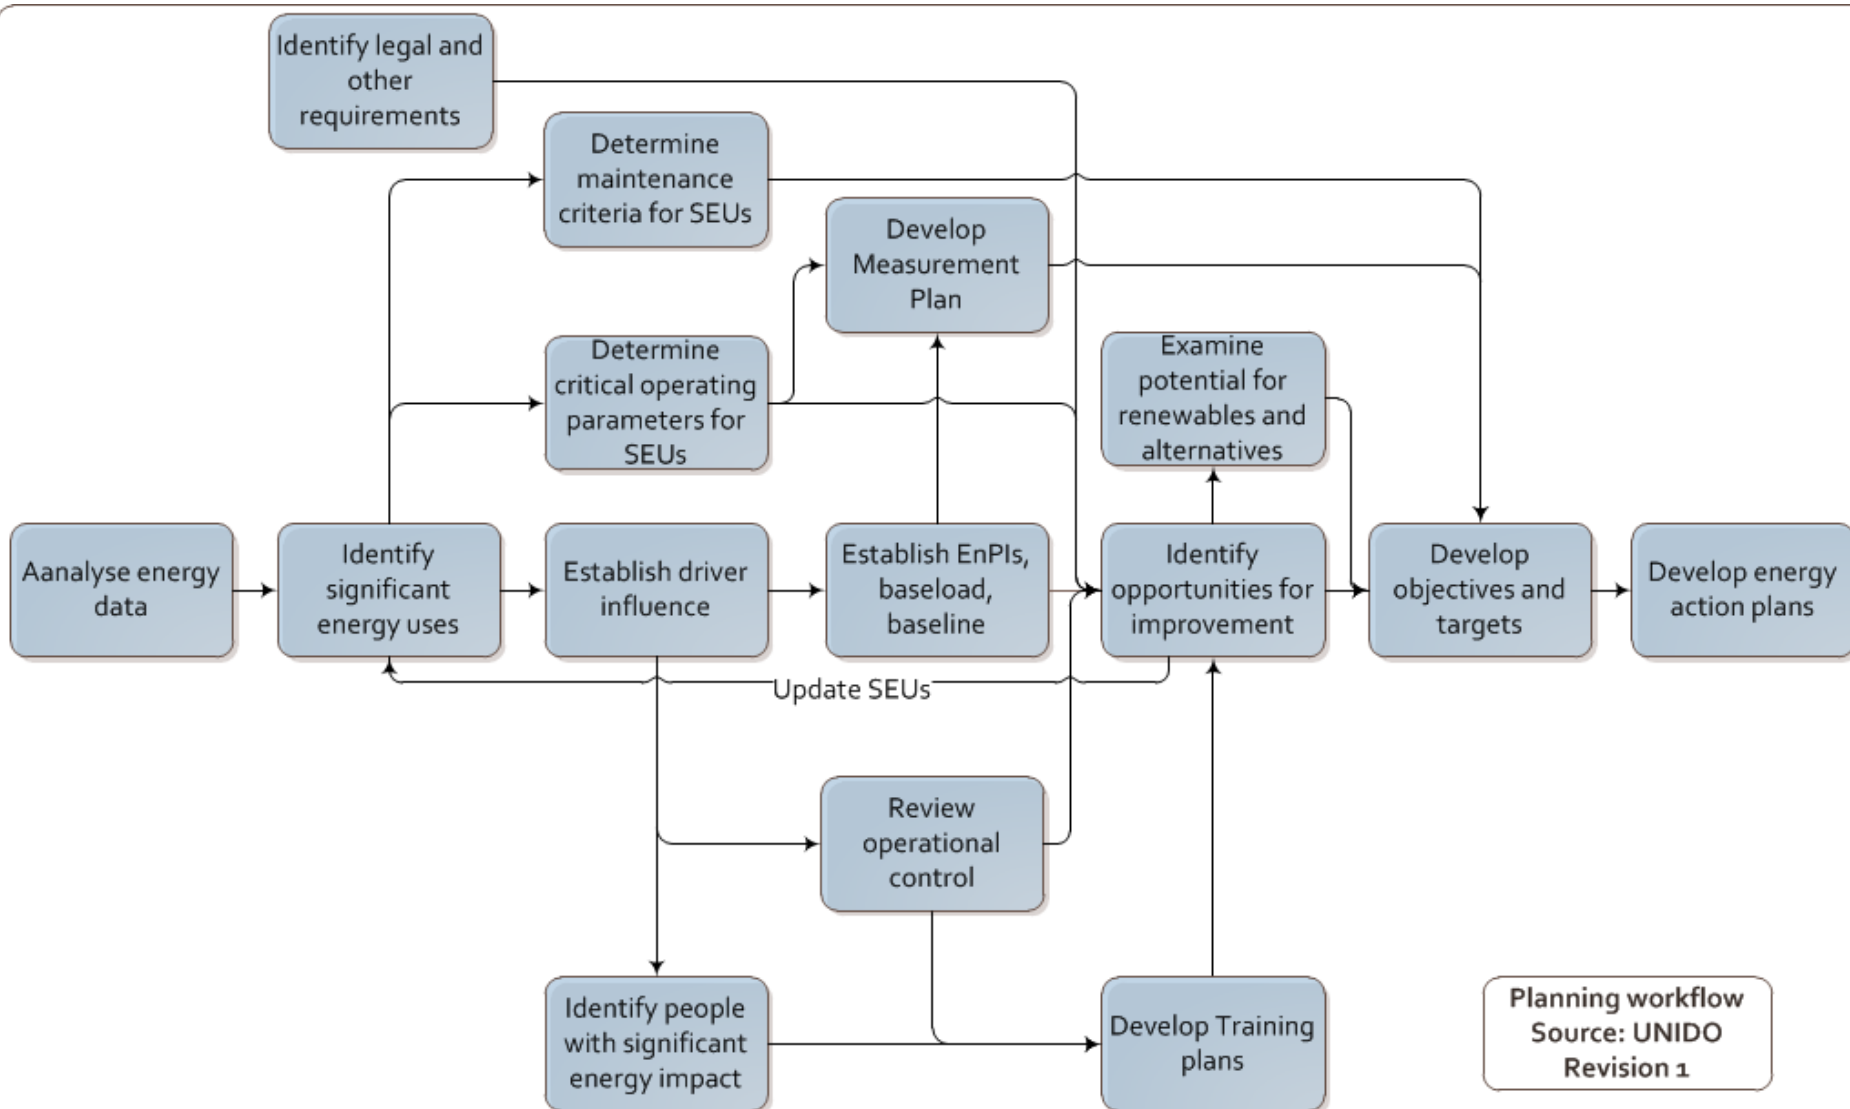 Identify legal and
other
requirements
Determine
maintenance
criteria for SEUs
Develop
Measurement
Plan
Determine
critical operating
parameters for
SEUs
Examine
potential for
renewables and
alternatives
Aanalyse energy
data
Identify
significant
energy uses
Establish driver
influence
Establish EnPIs,
baseload,
baseline
Identify
opportunities for
improvement
Develop
objectives and
targets
Develop energy
action plans
Update SEUs
Review
operational
control
Identify people
with significant
energy impact
Develop Training
plans
Planning workflow
Source: UNIDO
Revision 1